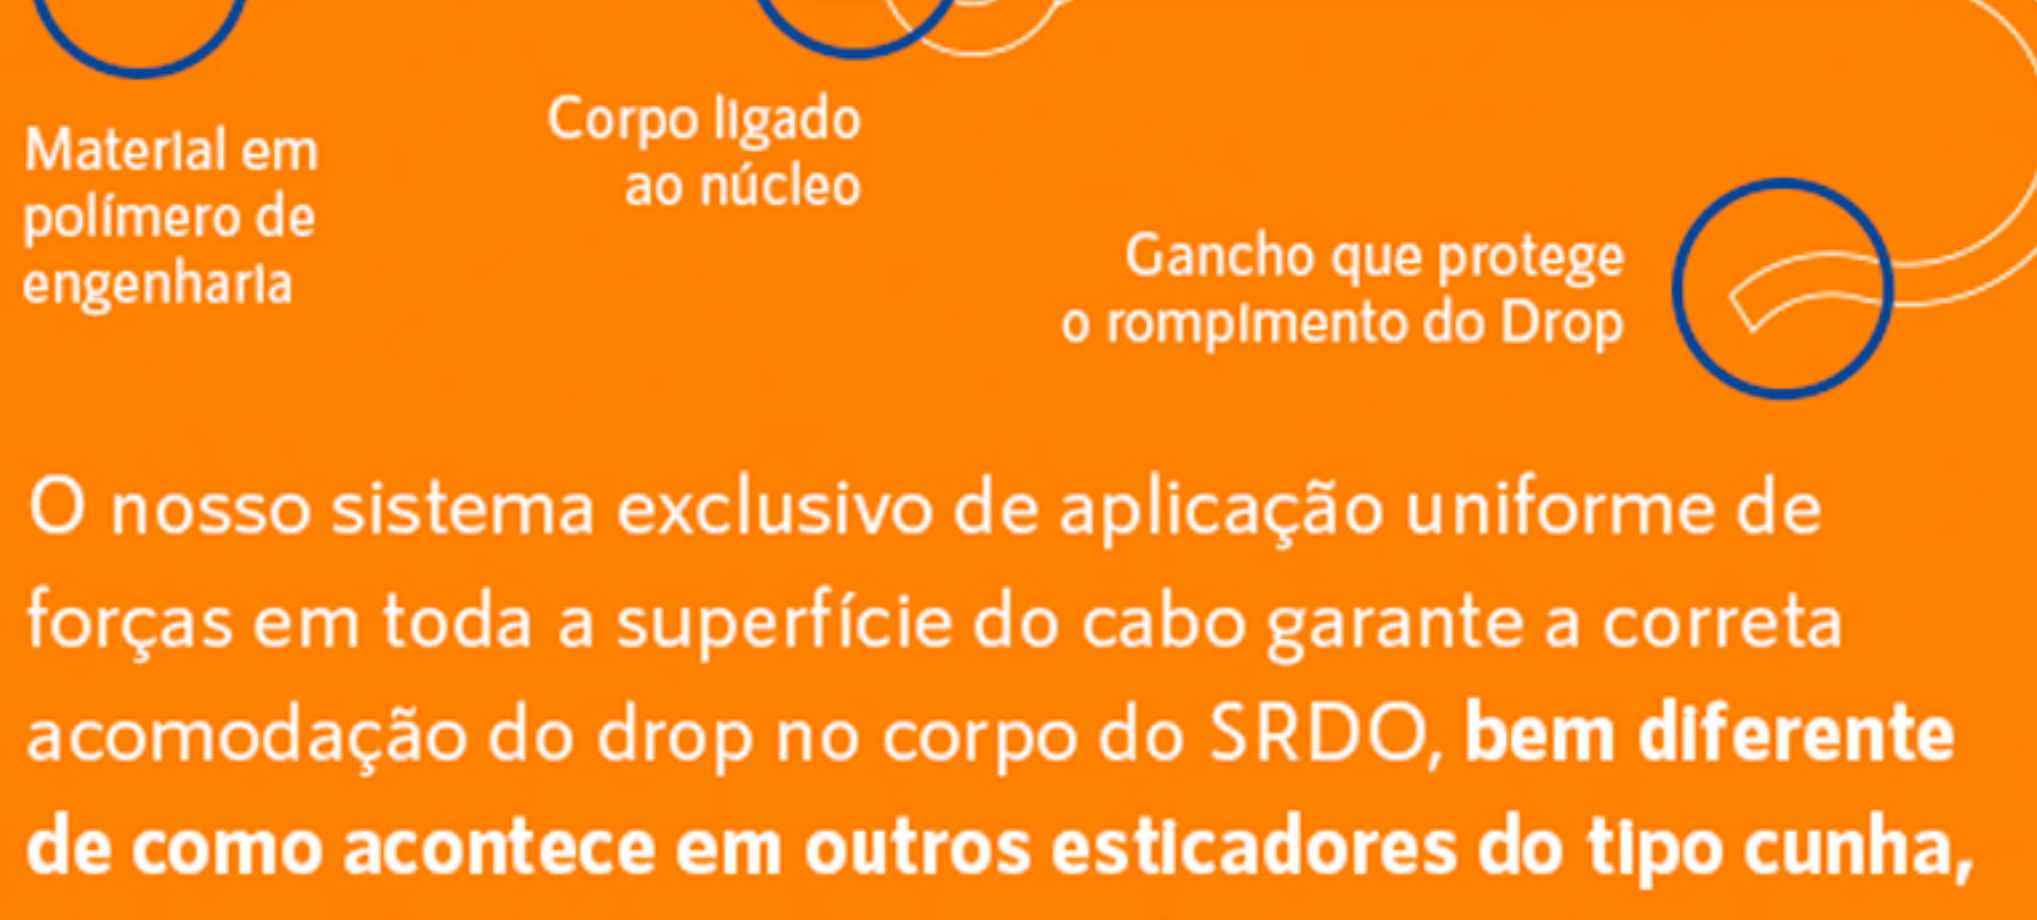 Material em
polímero de
engenharia
Corpo ligado
ao núcleo
Gancho que protege
o rompimento do Drop
O nosso sistema exclusivo de aplicação uniforme de
forças em toda a superfície do cabo garante a correta
acomodação do drop no corpo do SRDO, bem diferente
de como acontece em outros esticadores do tipo cunha,